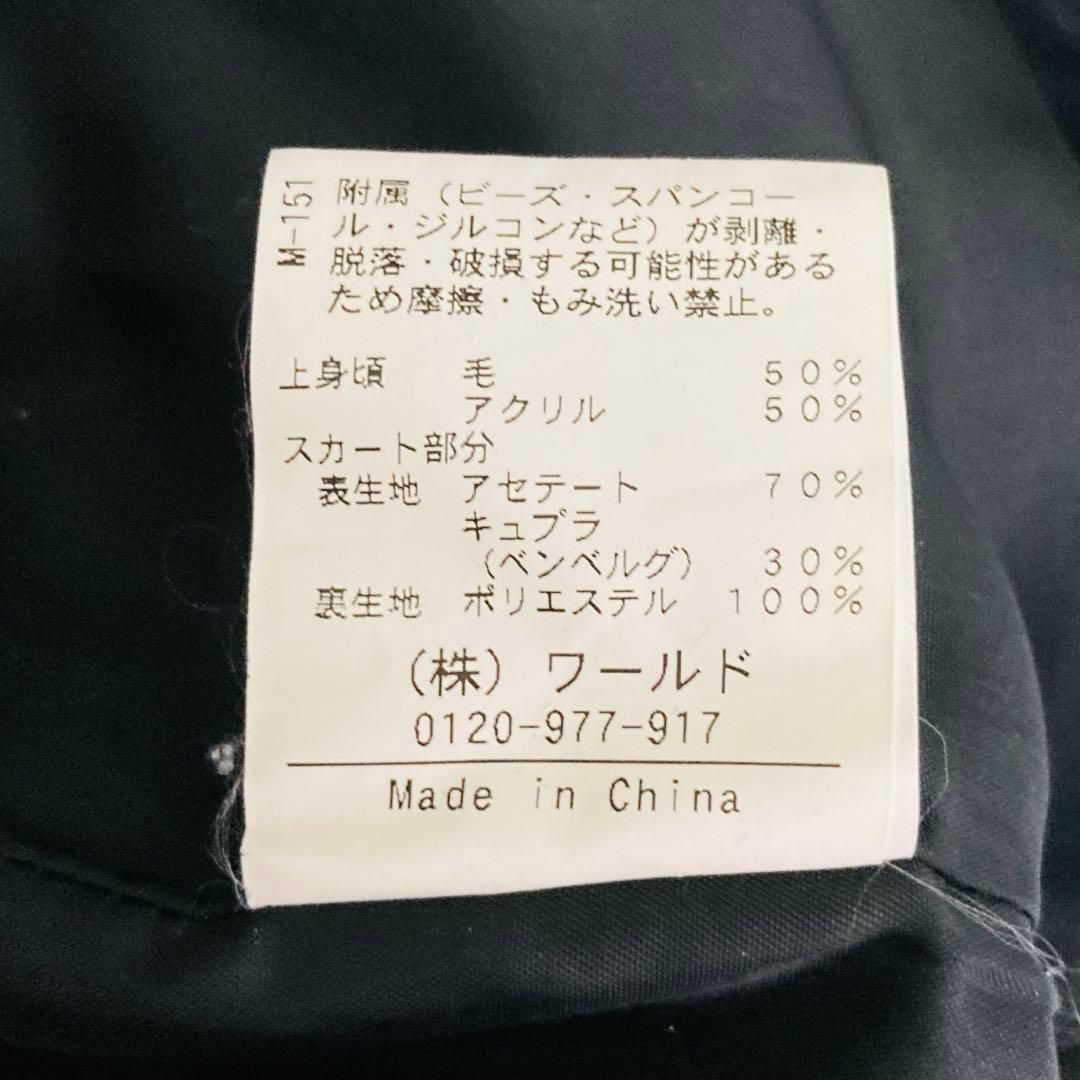 M-151
附属（ビーズ・スパンコー
ル・ジルコンなど）が剥離・
脱落・破損する可能性がある
ため摩擦・もみ洗い禁止。
上身頃 毛 50%
アクリル 50%
スカート部分
表生地 アセテート 70%
キュプラ
（ベンベルグ） 30%
裏生地 ポリエステル 100%
（株）ワールド
0120-977-917
Made in China